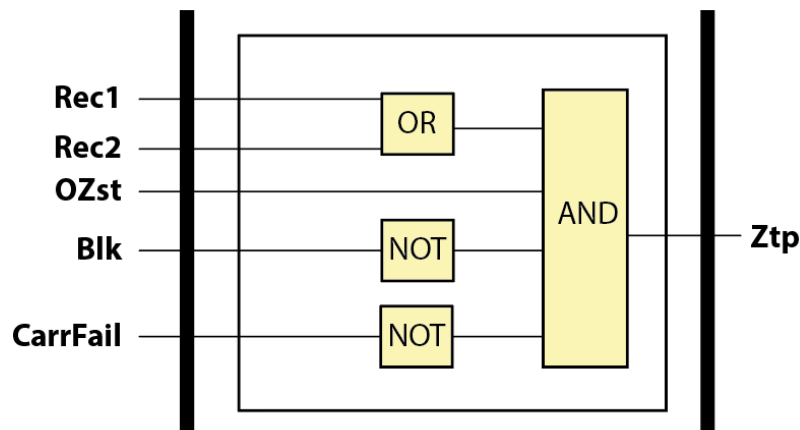 Rec1
OR
Rec2
OZst
AND
Blk
NOT
Ztp
CarrFail
NOT